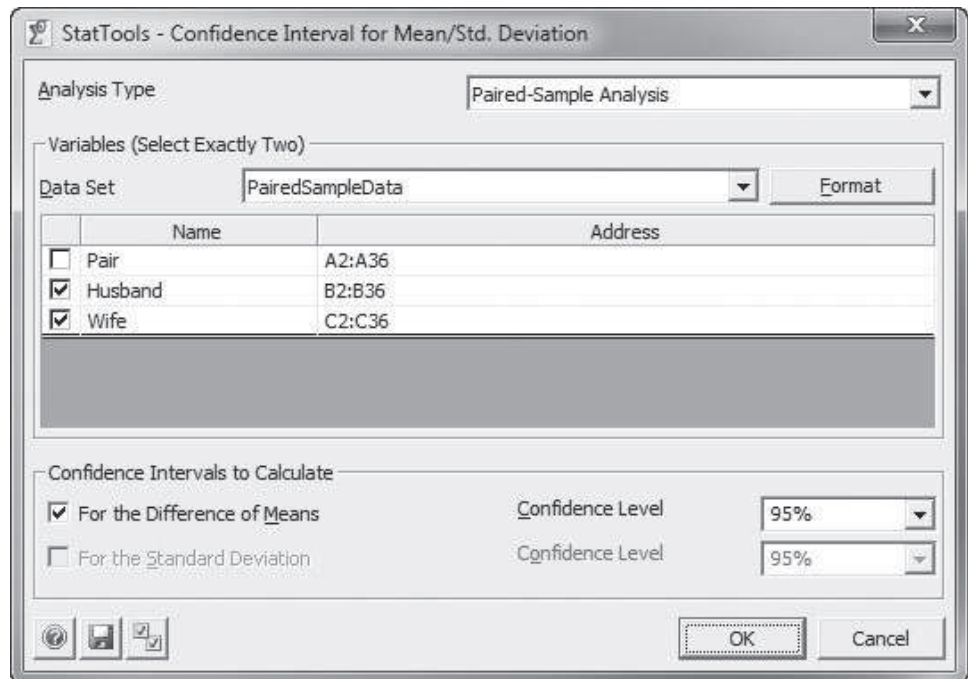 StatTools - Confidence Interval for Mean/Std. Deviation
Analysis Type
Paired-Sample Analysis
Variables (Select Exactly Two)
Data Set
PairedSampleData
Format
Name Address
Pair A2:A36
Husband B2:B36
Wife C2:C36
Confidence Intervals to Calculate
For the Difference of Means Confidence Level 95%
For the Standard Deviation Confidence Level 95%
OK Cancel